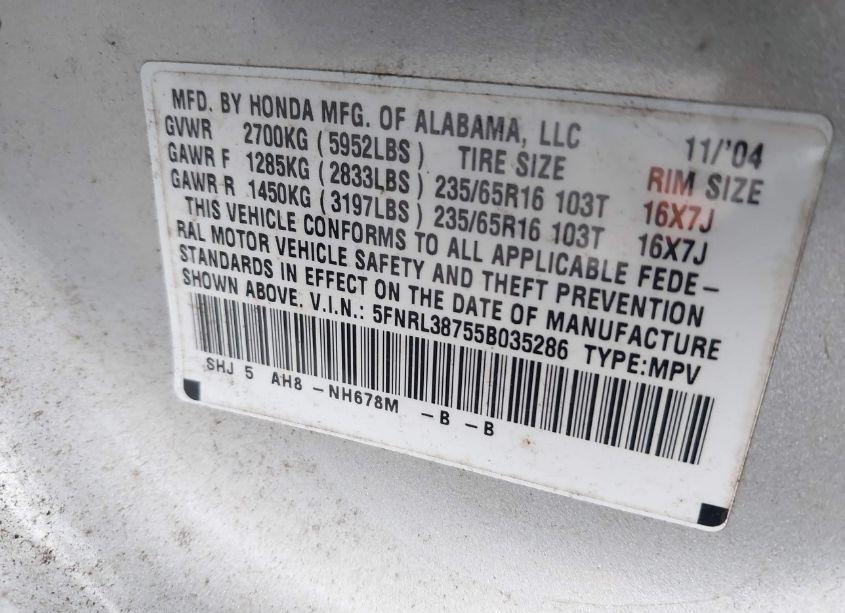 MFD. BY HONDA MFG. OF ALABAMA, LLC 11/'04
GVWR 2700KG (5952LBS) TIRE SIZE RIM SIZE
GAWR F 1285KG (2833LBS) 235/65R16 103T 16X7J
GAWR R 1450KG (3197LBS) 235/65R16 103T 16X7J
THIS VEHICLE CONFORMS TO ALL APPLICABLE FEDE-
RAL MOTOR VEHICLE SAFETY AND THEFT PREVENTION
STANDARDS IN EFFECT ON THE DATE OF MANUFACTURE
SHOWN ABOVE. V.I.N.: 5FNRL38755B035286 TYPE:MPV
SHJ 5 AH8 -NH678M -B -B